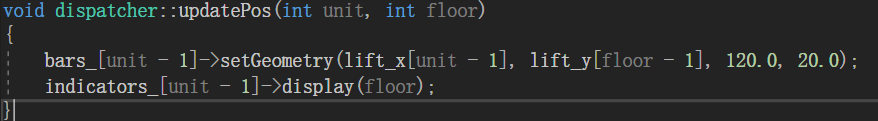 void dispatcher::updatePos(int unit, int floor)
{
bars_[unit - 1]->setGeometry(lift_x[unit - 1], lift_y[floor - 1], 120.0, 20.0);
indicators_[unit - 1]->display(floor);
}